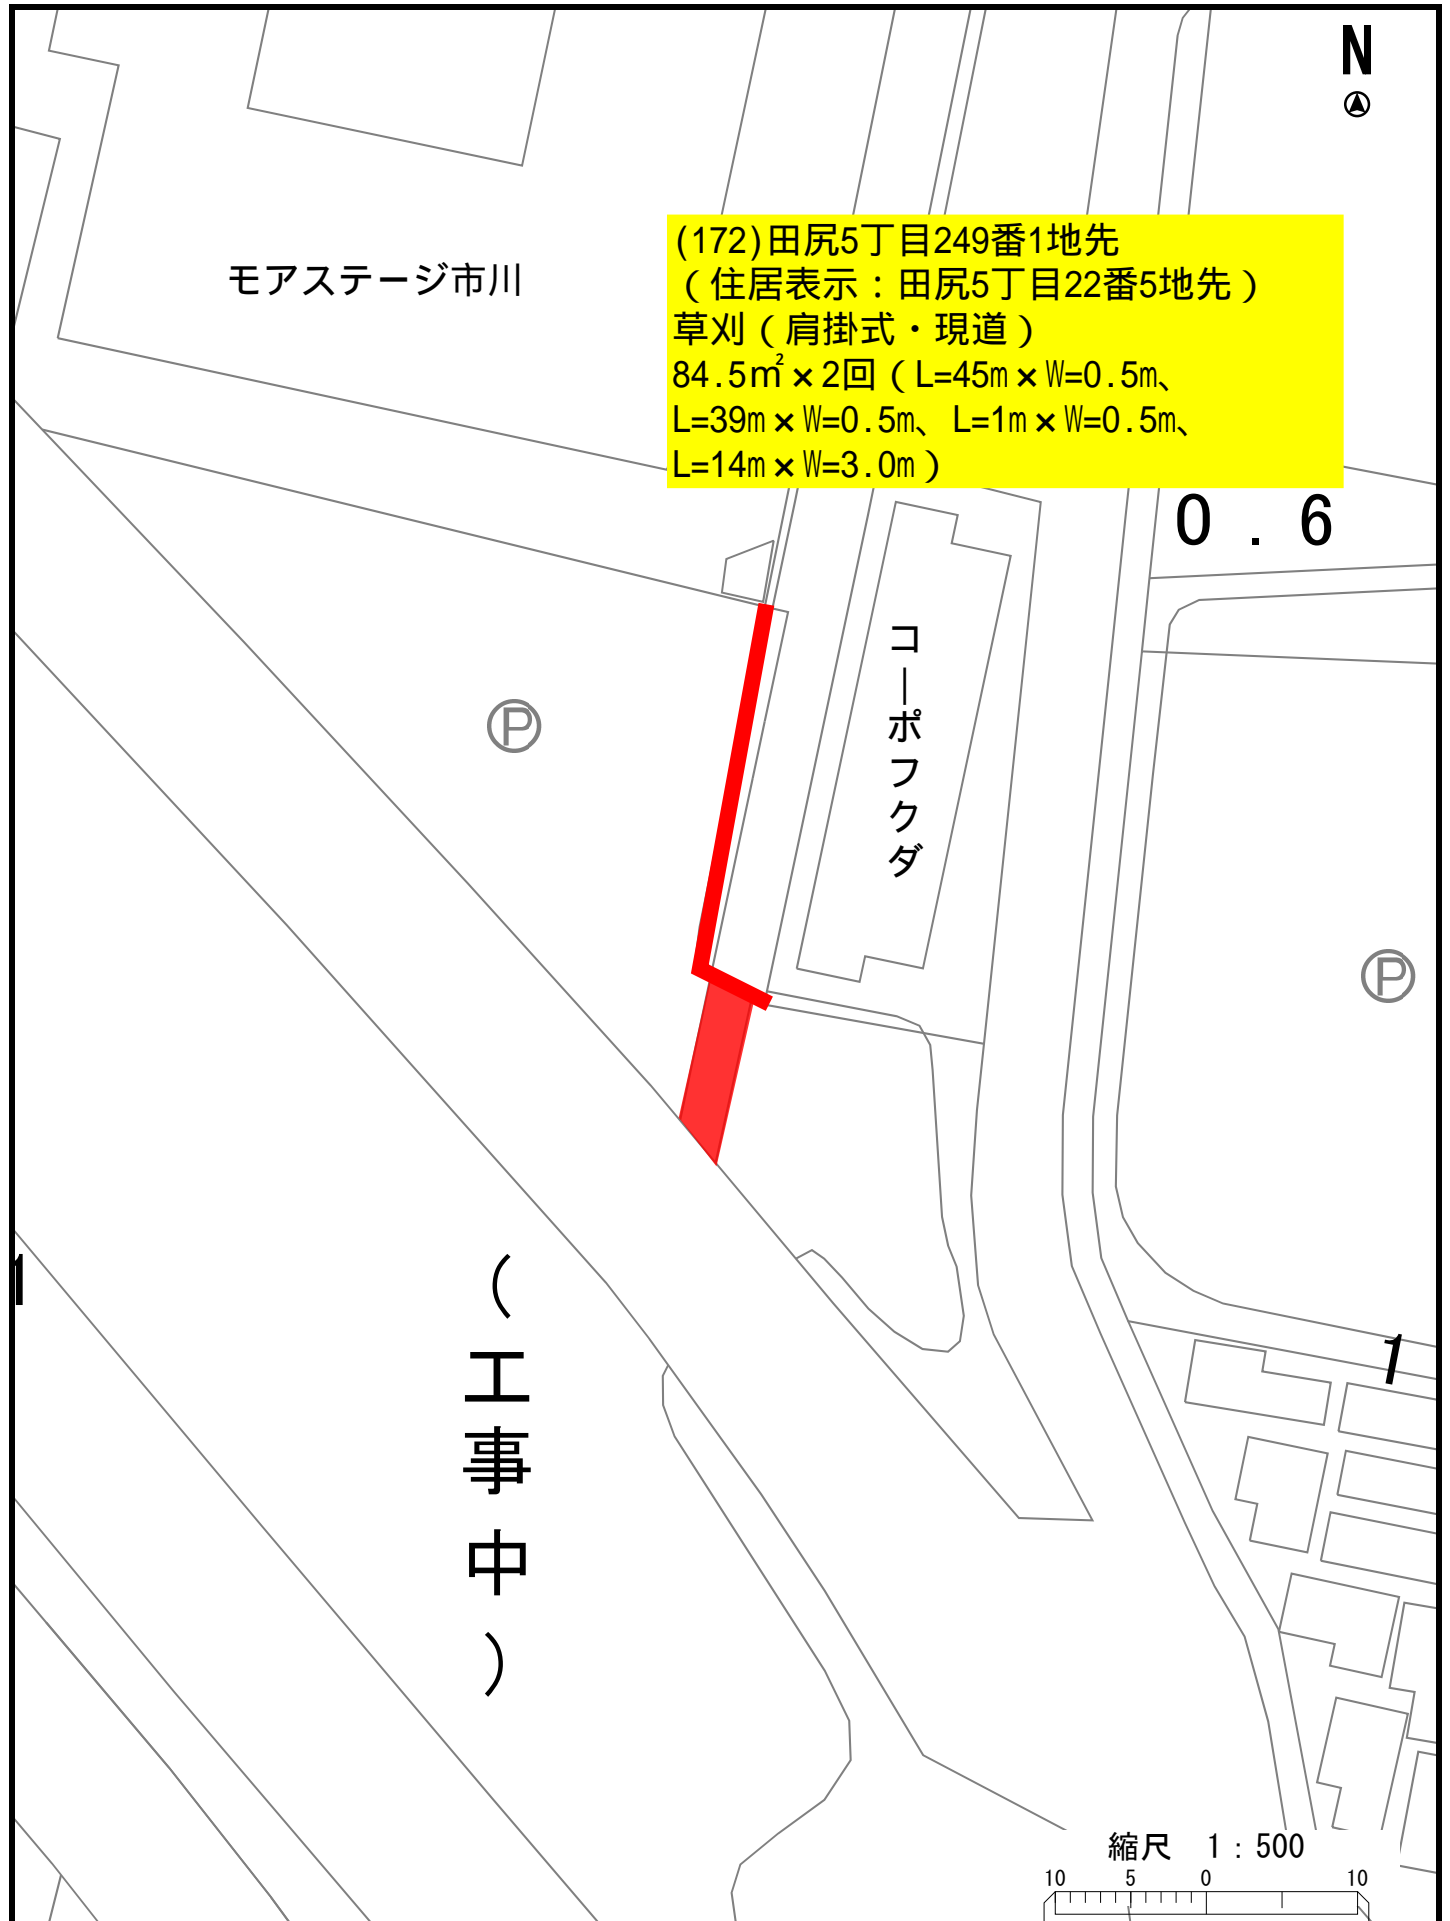 N
モアステージ市川
(172)田尻5丁目249番1地先
(住居表示：田尻5丁目22番5地先)
草刈(肩掛式・現道)
84.5㎡×2回(L=45m×W=0.5m、
L=39m×W=0.5m、L=1m×W=0.5m、
L=14m×W=3.0m)
0.6
コーポフクダ
P
P
1
(工事中)
1
縮尺 1:500
10 5 0 10